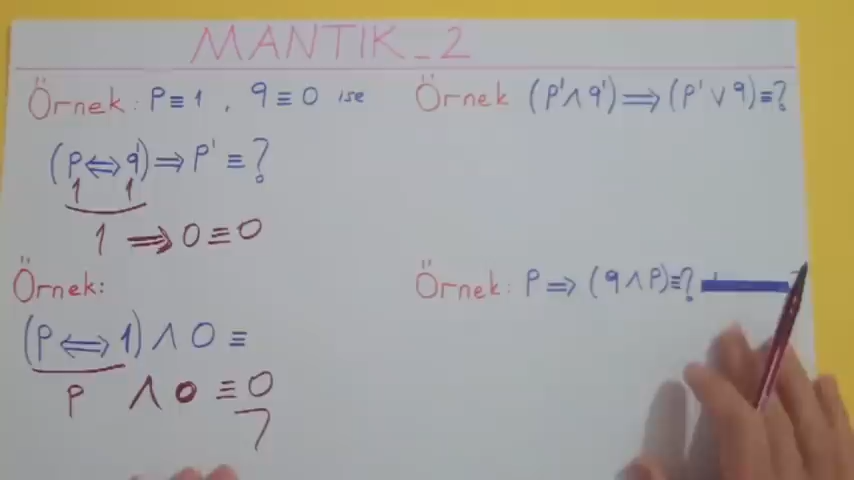 MANTIK_2
Örnek: P≡1 , q≡0 ise
(P⇔q')⇒P' ≡ ?
1 1
1 ⇒ 0 ≡ 0
Örnek:
(P⇔1)∧0 ≡
P ∧ 0 ≡ 0
Örnek (P'∧q')⇒(P'∨q)≡?
Örnek: P⇒(q∧P)≡?